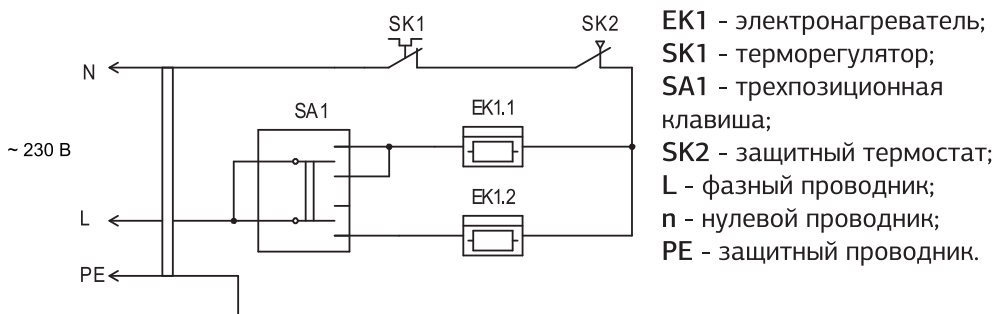 SK1
SK2
N
SA1
EK1.1
~ 230 В
EK1.2
L
PE
EK1 - электронагреватель;
SK1 - терморегулятор;
SA1 - трехпозиционная
клавиша;
SK2 - защитный термостат;
L - фазный проводник;
n - нулевой проводник;
PE - защитный проводник.